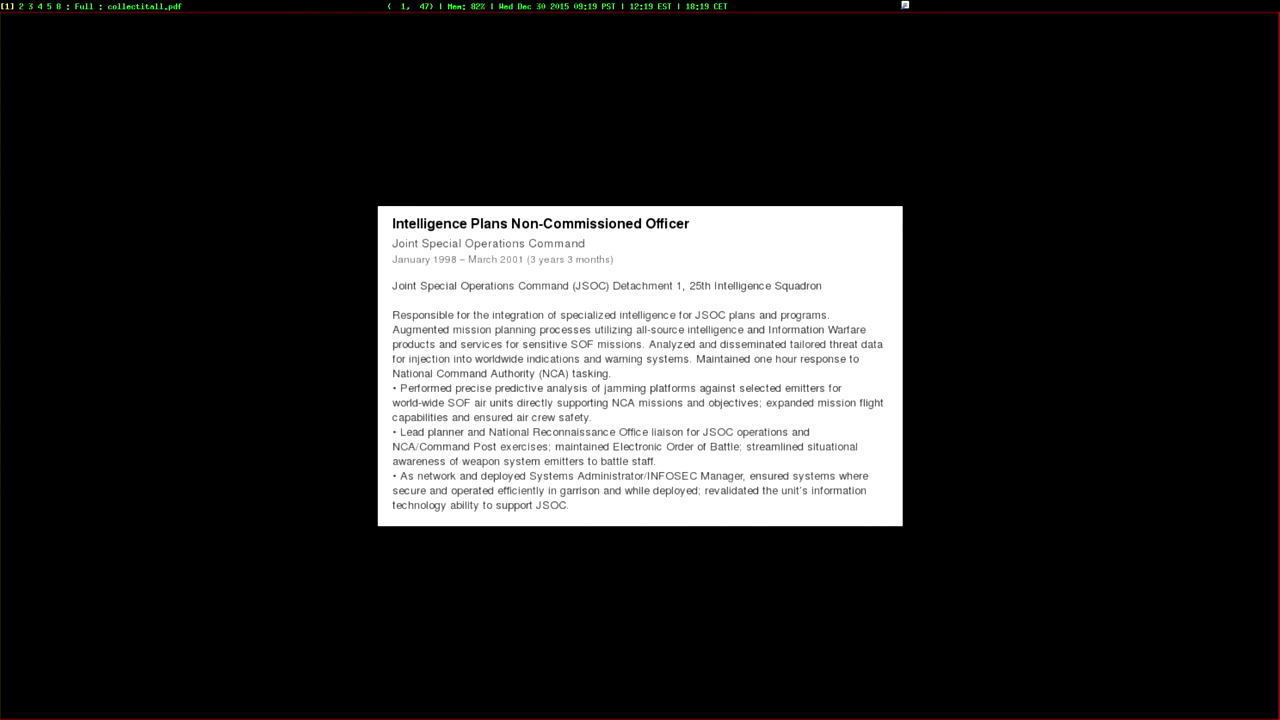 [1] 2 3 4 5 8 : Full : collectitall.pdf ( 1, 47) | Mem: 82% | Wed Dec 30 2015 09:19 PST | 12:19 EST | 18:19 CET
Intelligence Plans Non-Commissioned Officer
Joint Special Operations Command
January 1998 – March 2001 (3 years 3 months)
Joint Special Operations Command (JSOC) Detachment 1, 25th Intelligence Squadron
Responsible for the integration of specialized intelligence for JSOC plans and programs.
Augmented mission planning processes utilizing all-source intelligence and Information Warfare
products and services for sensitive SOF missions. Analyzed and disseminated tailored threat data
for injection into worldwide indications and warning systems. Maintained one hour response to
National Command Authority (NCA) tasking.
• Performed precise predictive analysis of jamming platforms against selected emitters for
world-wide SOF air units directly supporting NCA missions and objectives; expanded mission flight
capabilities and ensured air crew safety.
• Lead planner and National Reconnaissance Office liaison for JSOC operations and
NCA/Command Post exercises; maintained Electronic Order of Battle; streamlined situational
awareness of weapon system emitters to battle staff.
• As network and deployed Systems Administrator/INFOSEC Manager, ensured systems where
secure and operated efficiently in garrison and while deployed; revalidated the unit's information
technology ability to support JSOC.